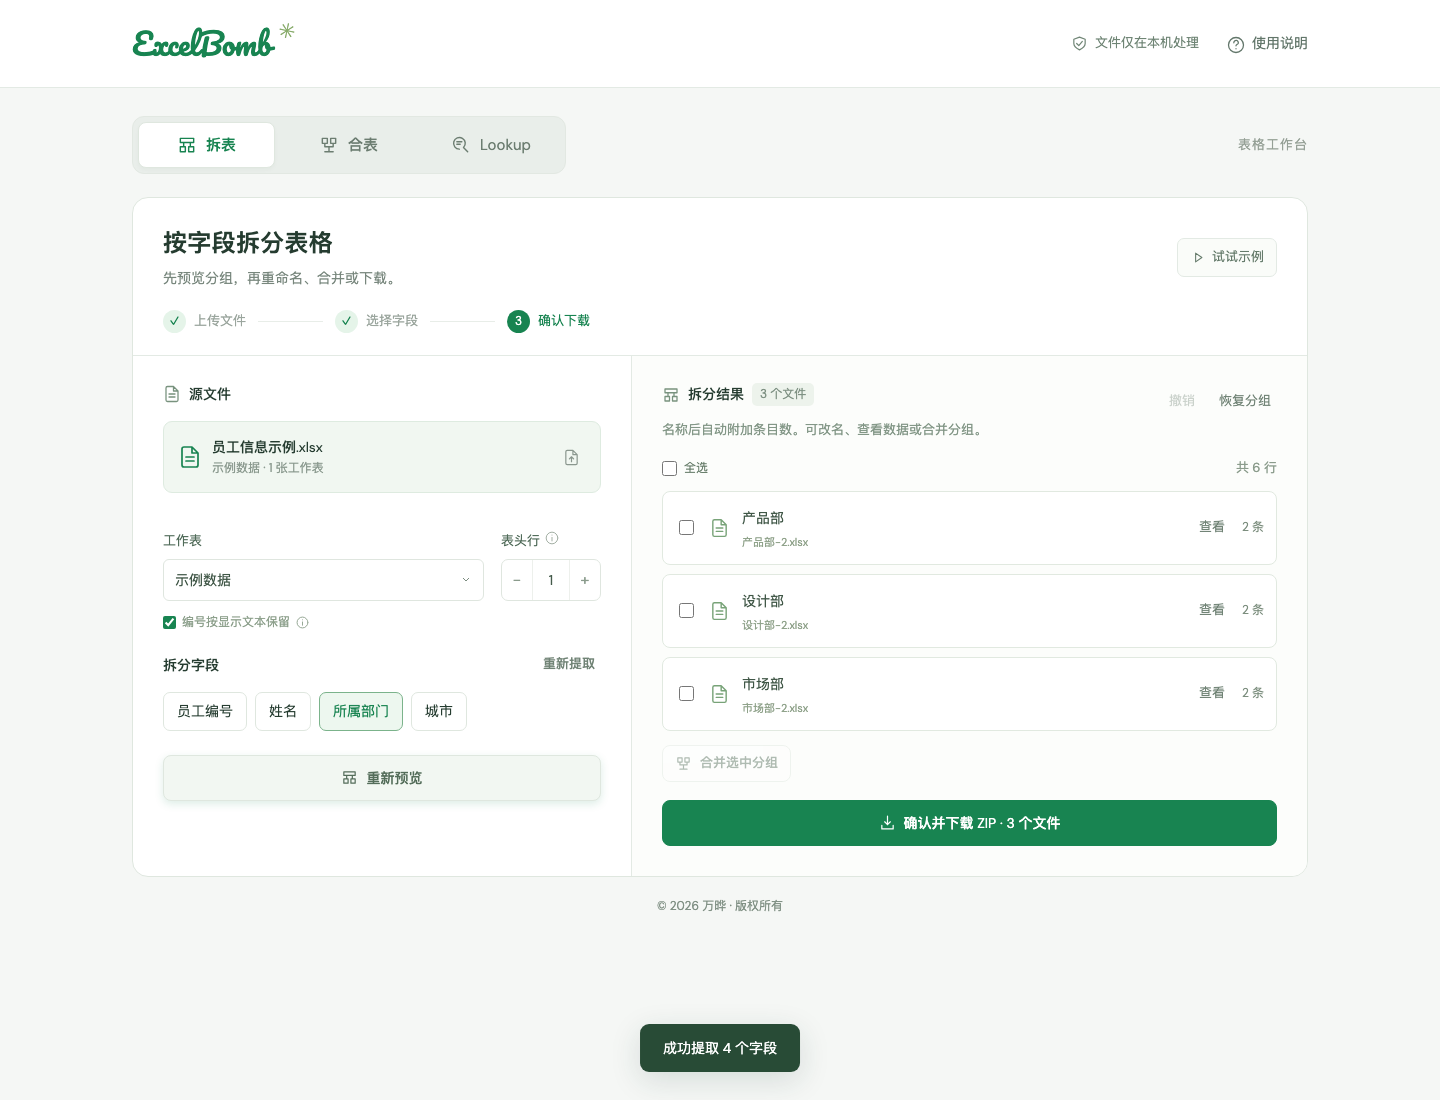 ExcelBomb
文件仅在本机处理
使用说明
拆表
合表
Lookup
表格工作台
按字段拆分表格
先预览分组，再重命名、合并或下载。
试试示例
上传文件
选择字段
3 确认下载
源文件
员工信息示例.xlsx
示例数据 · 1 张工作表
工作表
表头行
示例数据
− 1 +
编号按显示文本保留
拆分字段
重新提取
员工编号
姓名
所属部门
城市
重新预览
拆分结果
3 个文件
撤销
恢复分组
名称后自动附加条目数。可改名、查看数据或合并分组。
全选
共 6 行
产品部
产品部-2.xlsx
查看
2 条
设计部
设计部-2.xlsx
查看
2 条
市场部
市场部-2.xlsx
查看
2 条
合并选中分组
确认并下载 ZIP · 3 个文件
© 2026 万晔 · 版权所有
成功提取 4 个字段